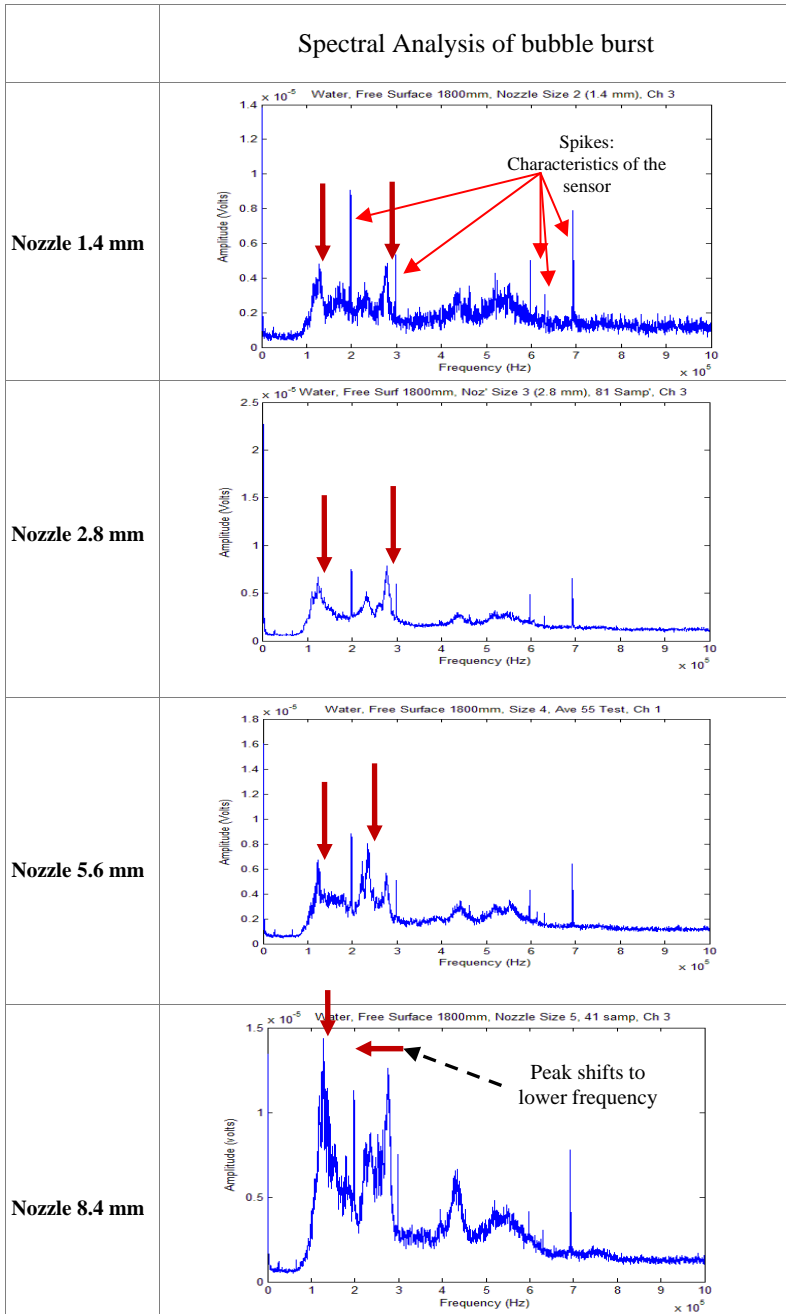 Spectral Analysis of bubble burst
Nozzle 1.4 mm
× 10⁻⁵ Water, Free Surface 1800mm, Nozzle Size 2 (1.4 mm), Ch 3
Spikes:
Characteristics of the
sensor
Amplitude (Volts)
1.4
1.2
1
0.8
0.6
0.4
0.2
0
0 1 2 3 4 5 6 7 8 9 10
Frequency (Hz)
× 10⁵
Nozzle 2.8 mm
× 10⁻⁵ Water, Free Surf 1800mm, Noz' Size 3 (2.8 mm), 81 Samp', Ch 3
Amplitude (Volts)
2.5
2
1.5
1
0.5
0
0 1 2 3 4 5 6 7 8 9 10
Frequency (Hz)
× 10⁵
Nozzle 5.6 mm
× 10⁻⁵ Water, Free Surface 1800mm, Size 4, Ave 55 Test, Ch 1
Amplitude (Volts)
1.8
1.6
1.4
1.2
1
0.8
0.6
0.4
0.2
0
0 1 2 3 4 5 6 7 8 9 10
Frequency (Hz)
× 10⁵
Nozzle 8.4 mm
× 10⁻⁵ Water, Free Surface 1800mm, Nozzle Size 5, 41 samp, Ch 3
Peak shifts to
lower frequency
Amplitude (volts)
1.5
1
0.5
0
0 1 2 3 4 5 6 7 8 9 10
Frequency (Hz)
× 10⁵